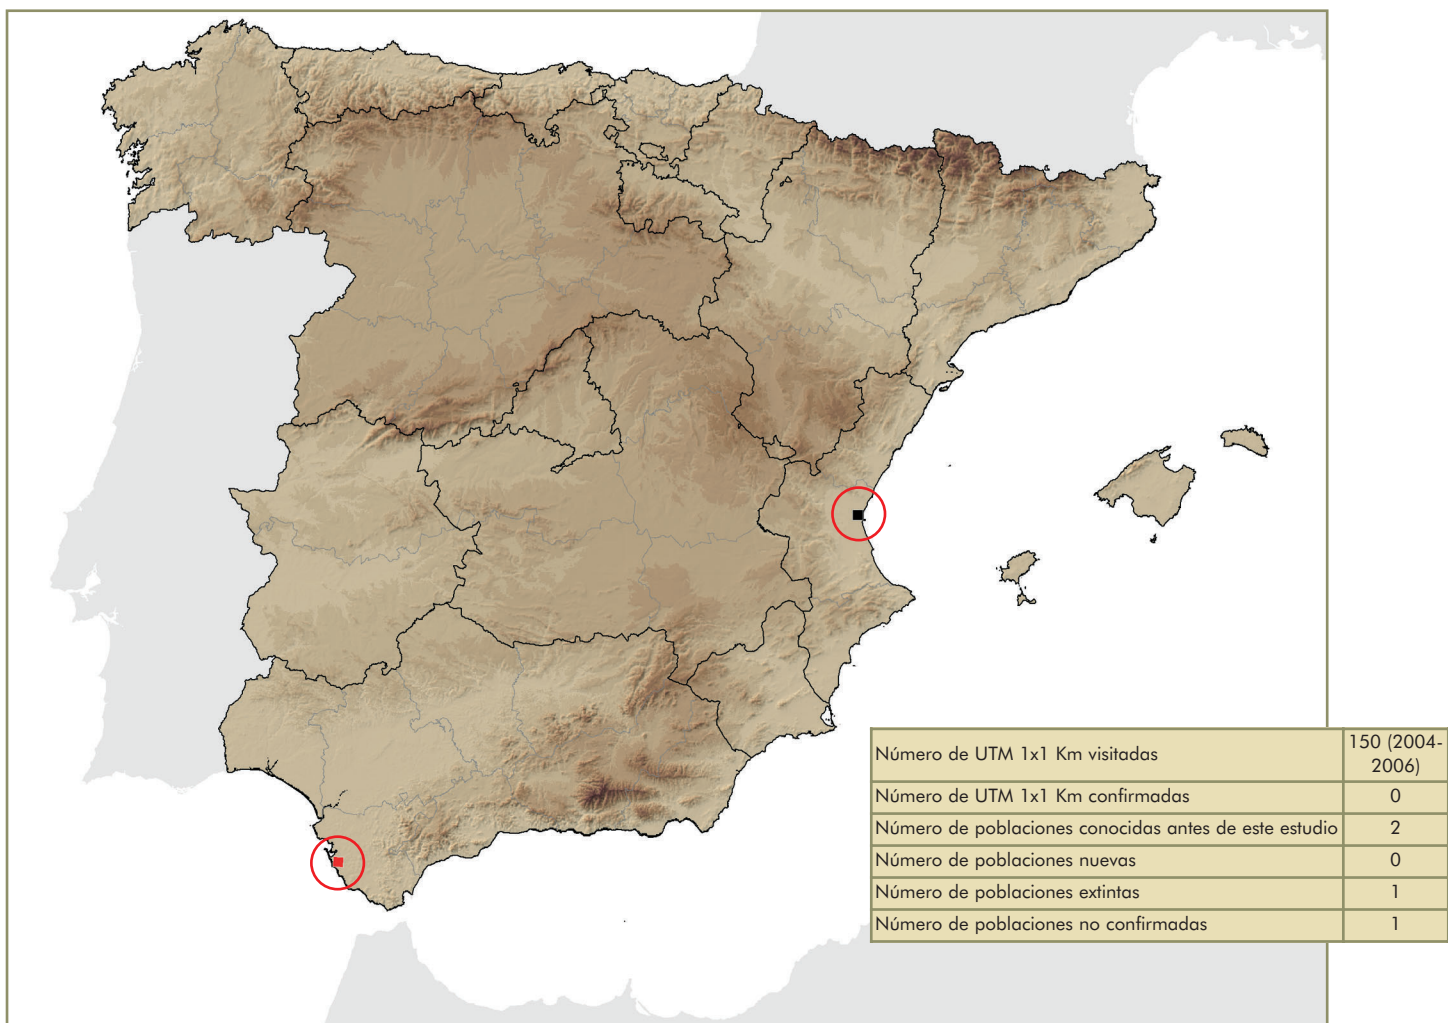 Número de UTM 1x1 Km visitadas 150 (2004-
2006)
Número de UTM 1x1 Km confirmadas 0
Número de poblaciones conocidas antes de este estudio 2
Número de poblaciones nuevas 0
Número de poblaciones extintas 1
Número de poblaciones no confirmadas 1